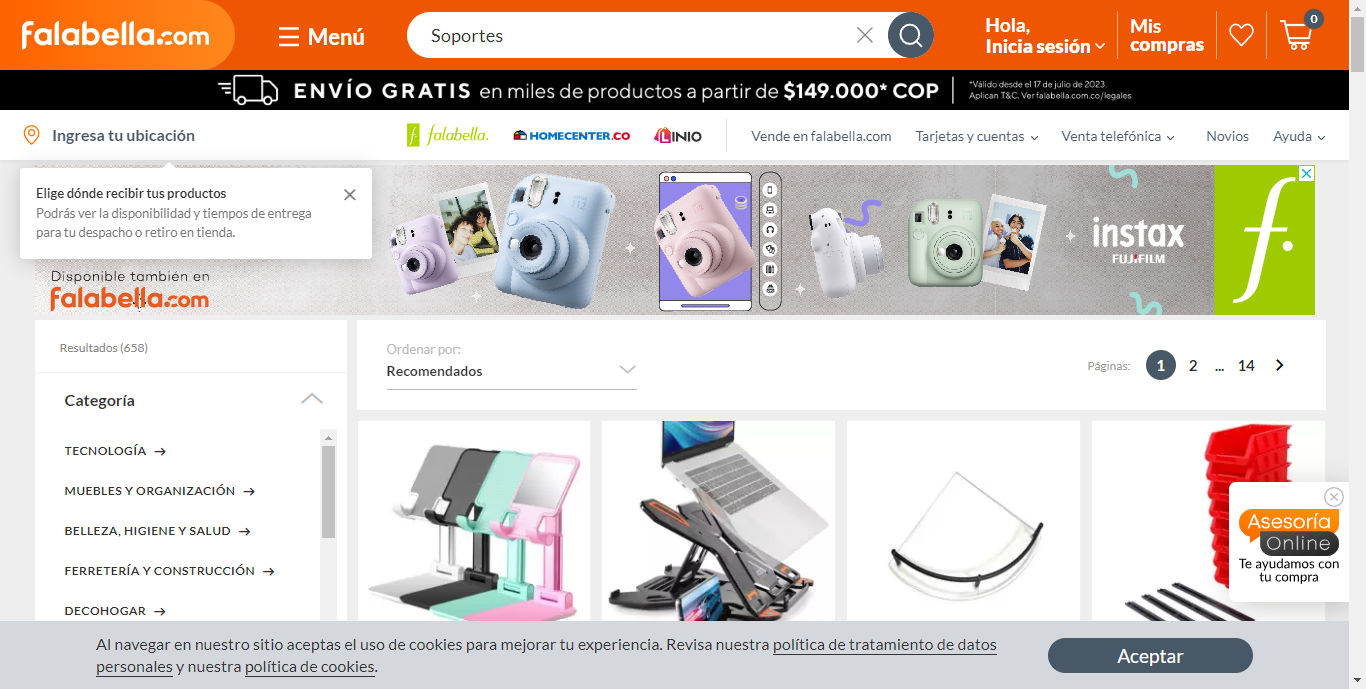 falabella.com
Menú
Soportes
Hola,
Inicia sesión
Mis
compras
0
ENVÍO GRATIS en miles de productos a partir de $149.000* COP
*Válido desde el 17 de julio de 2023.
Aplican T&C. Ver falabella.com.co/legales
Ingresa tu ubicación
f falabella.
HOMECENTER.CO
LINIO
Vende en falabella.com
Tarjetas y cuentas
Venta telefónica
Novios
Ayuda
Elige dónde recibir tus productos
Podrás ver la disponibilidad y tiempos de entrega
para tu despacho o retiro en tienda.
Disponible también en
falabella.com
instax
FUJIFILM
f.
Resultados (658)
Categoría
TECNOLOGÍA
MUEBLES Y ORGANIZACIÓN
BELLEZA, HIGIENE Y SALUD
FERRETERÍA Y CONSTRUCCIÓN
DECOHOGAR
Ordenar por:
Recomendados
Páginas:
1 2 ... 14
Asesoría
Online
Te ayudamos con
tu compra
Al navegar en nuestro sitio aceptas el uso de cookies para mejorar tu experiencia. Revisa nuestra política de tratamiento de datos
personales y nuestra política de cookies.
Aceptar